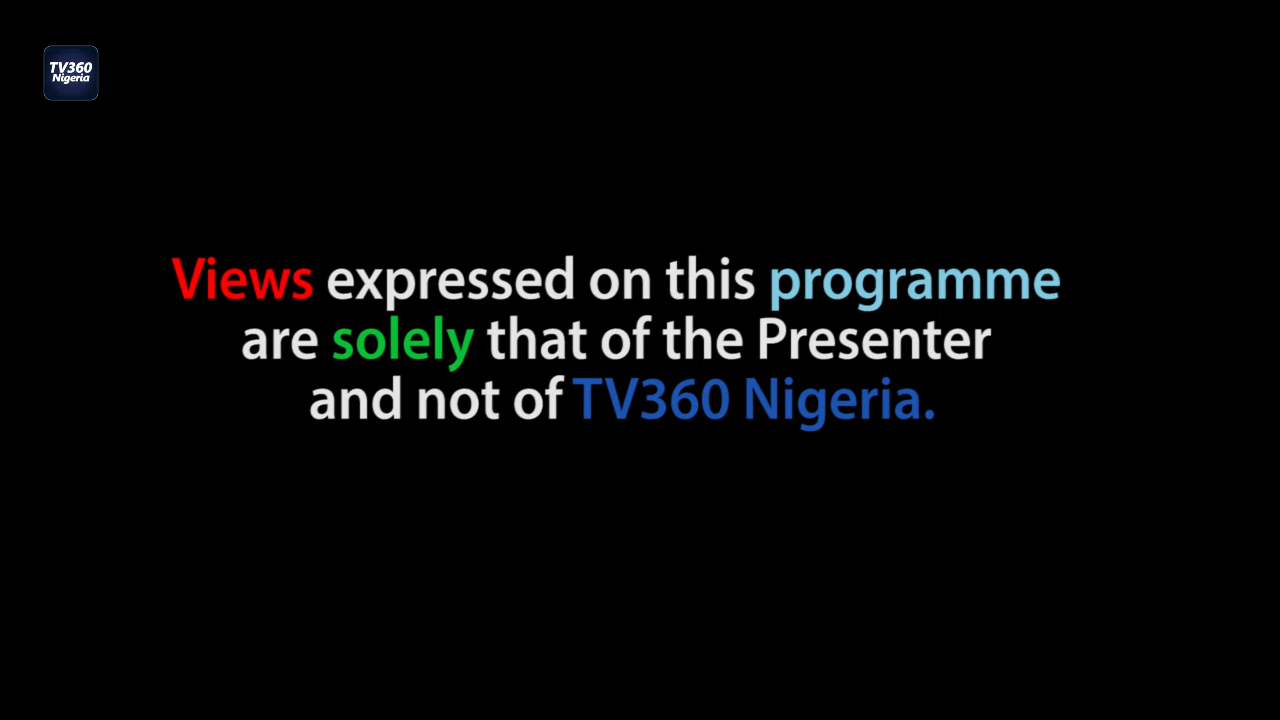 TV360
Nigeria
Views expressed on this programme
are solely that of the Presenter
and not of TV360 Nigeria.